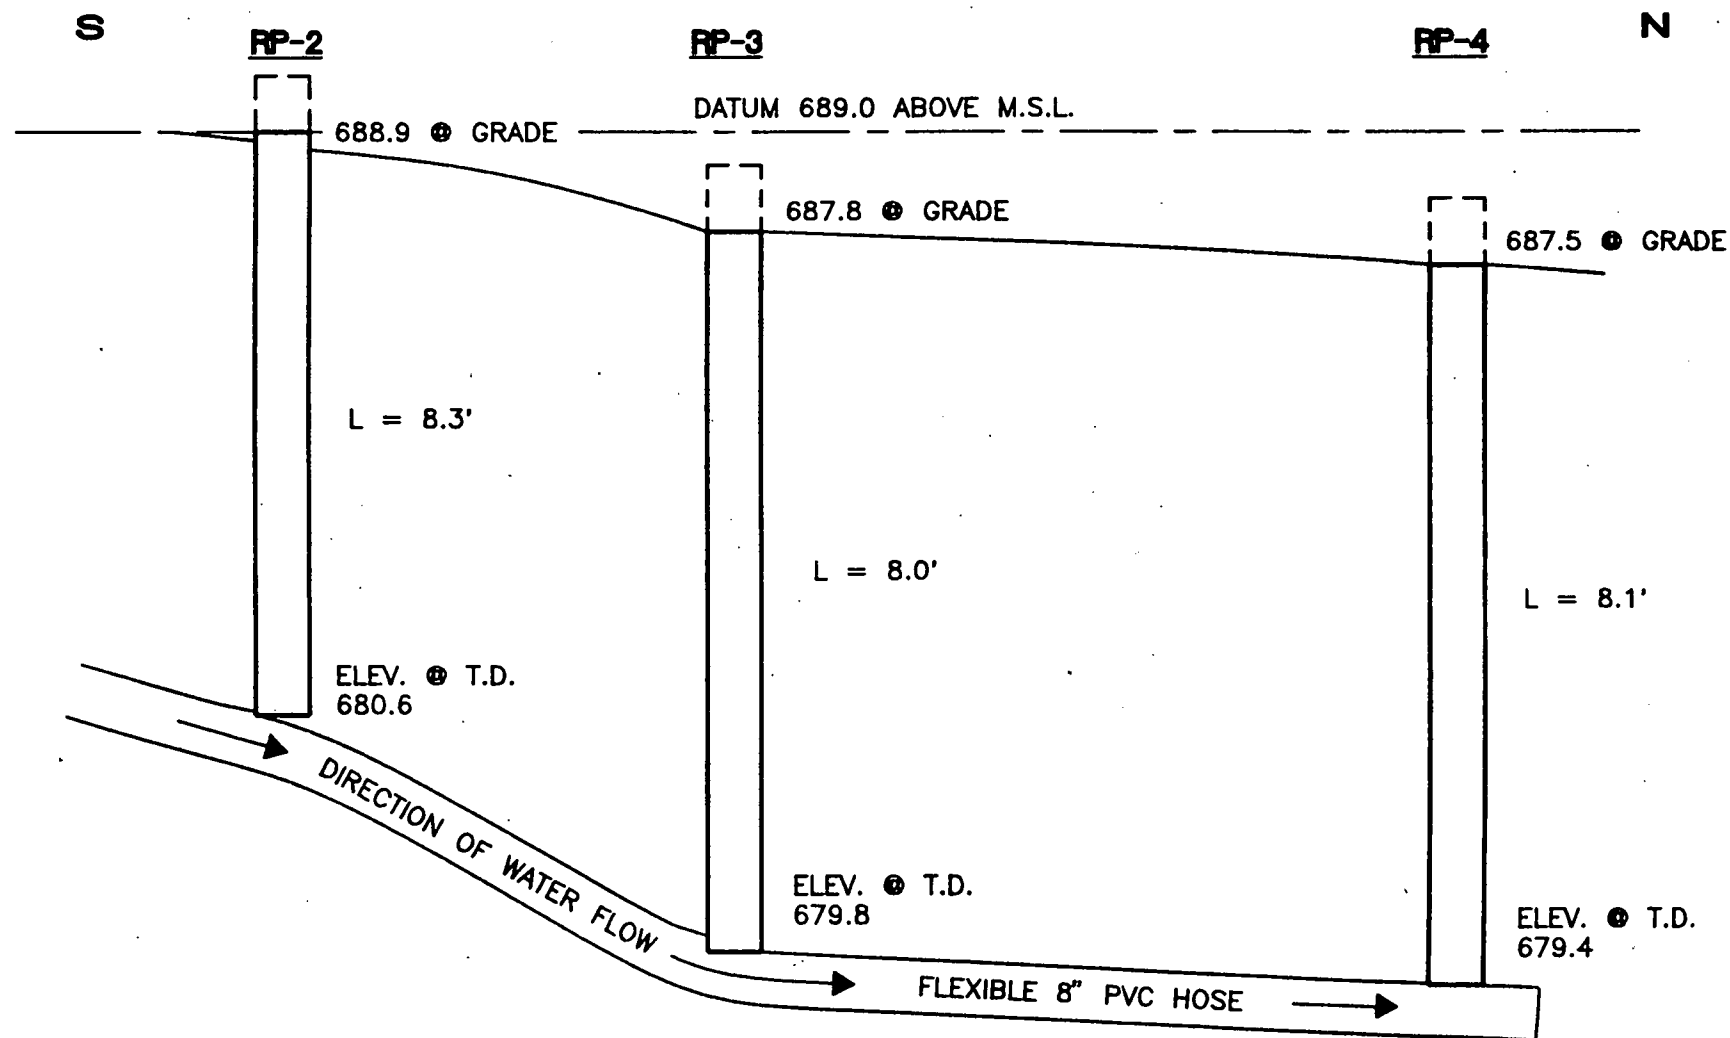 S
N
RP-2
RP-3
RP-4
DATUM 689.0 ABOVE M.S.L.
688.9 @ GRADE
687.8 @ GRADE
687.5 @ GRADE
L = 8.3'
L = 8.0'
L = 8.1'
ELEV. @ T.D.
680.6
ELEV. @ T.D.
679.8
ELEV. @ T.D.
679.4
DIRECTION OF WATER FLOW
FLEXIBLE 8" PVC HOSE